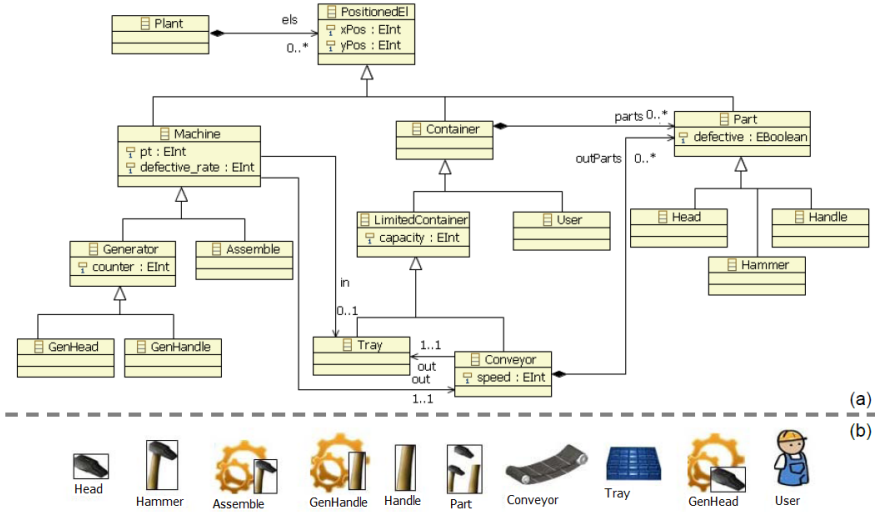 Plant
els
0..*
PositionedEl
xPos : EInt
yPos : EInt
Machine
pt : EInt
defective_rate : EInt
Container
parts 0..*
outParts 0..*
Part
defective : EBoolean
LimitedContainer
capacity : EInt
User
Head
Handle
Hammer
Generator
counter : EInt
Assemble
in
0..1
GenHead
GenHandle
Tray
1..1
out
out
1..1
Conveyor
speed : EInt
(a)
(b)
Head
Hammer
Assemble
GenHandle
Handle
Part
Conveyor
Tray
GenHead
User